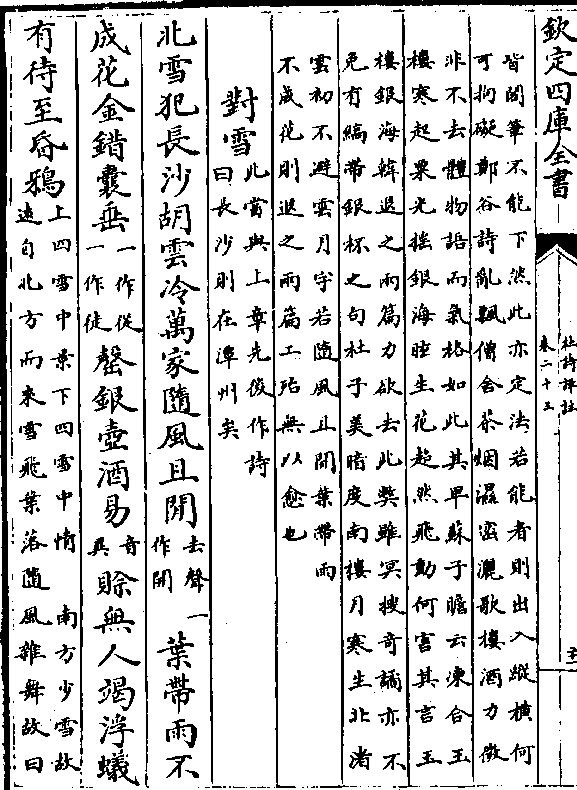 欽定四庫全書
杜詩詳註
卷二十三
皆閣筆不能下然此亦定法若能者則出入縱橫何
可拘礙鄭谷詩亂飄僧舍茶烟濕密灑歌樓酒力微
非不去體物語而氣格如此其卑蘇子瞻云凍合玉
樓寒起粟光搖銀海眩生花超然飛動何害其言玉
樓銀海韓退之兩篇力欲去此弊雖冥搜奇譎亦不
免有縞帶銀杯之句杜子美暗度南樓月寒生北渚
雲初不避雲月字若隨風且間葉帶雨
不成花則退之兩篇工殆無以愈也
對雪此當與上章先後作詩曰長沙則在潭州矣
北雪犯長沙胡雲冷萬家隨風且閒去聲一作開葉帶雨不
成花金錯囊垂一作從一作徒罄銀壺酒易音異賒無人竭浮蟻
有待至昏鴉上四雪中景下四雪中情 南方少雪故遠自北方而來雪飛葉落隨風雜舞故曰